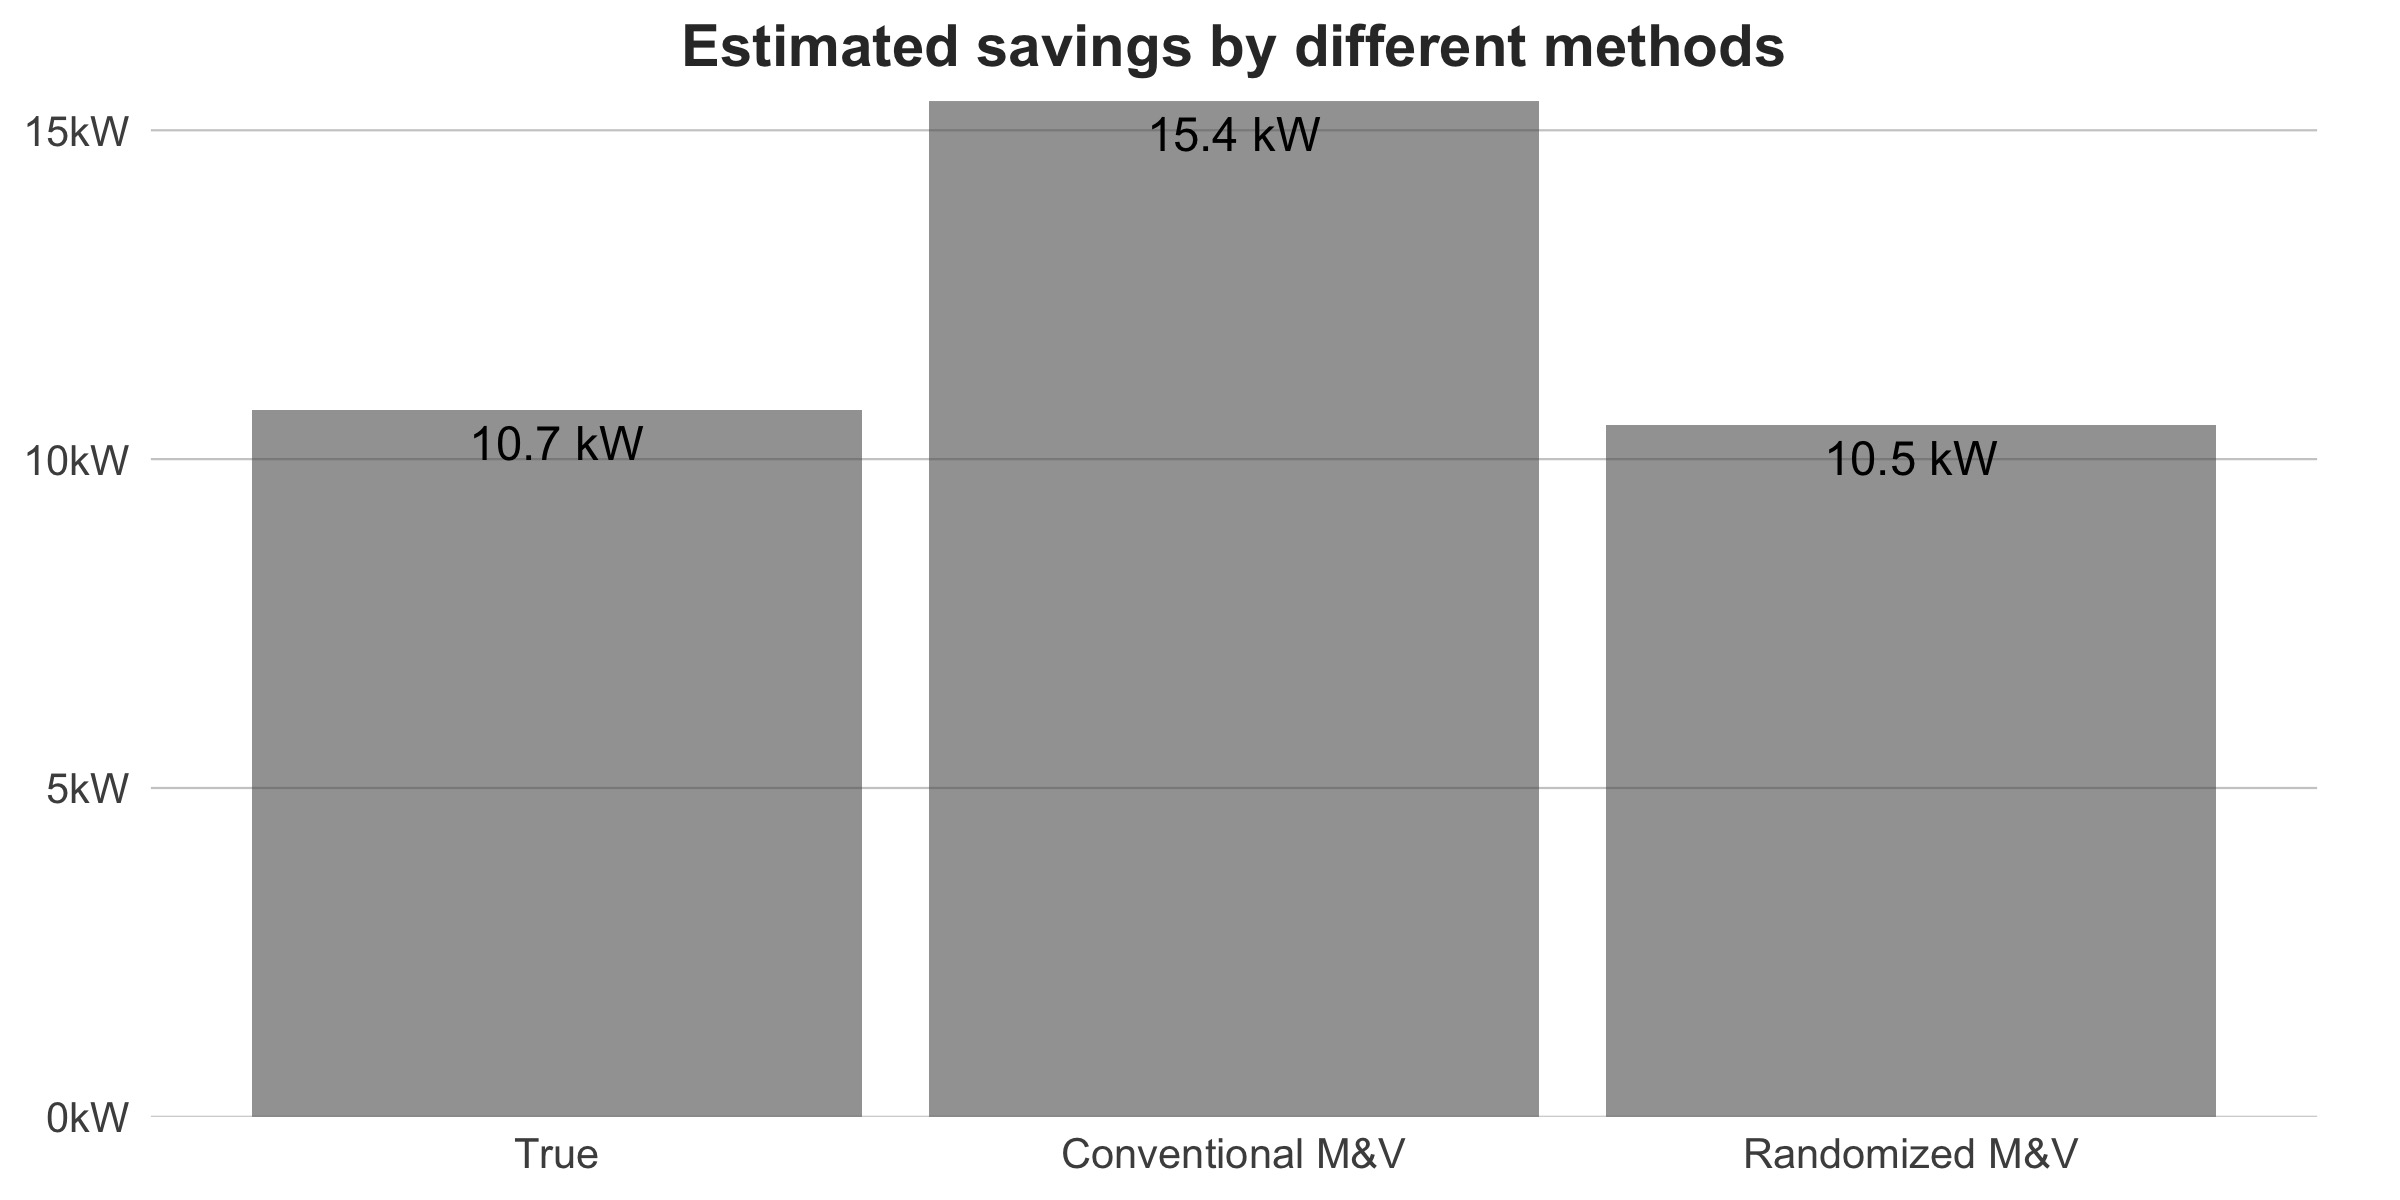 Estimated savings by different methods
15kW
15.4 kW
10.7 kW
10kW
10.5 kW
5kW
0kW
True
Conventional M&V
Randomized M&V